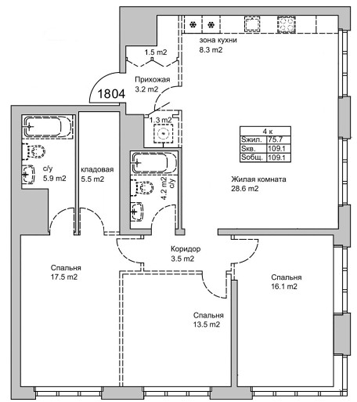 зона кухни
8.3 m2
1.5 m2
Прихожая
3.2 m2
1804
1.3 m2
4 к
Sжил. 75.7
Sкв. 109.1
Sобщ. 109.1
с/у
5.9 m2
кладовая
5.5 m2
4.2 m2
с/у
Жилая комната
28.6 m2
Коридор
3.5 m2
Спальня
17.5 m2
Спальня
16.1 m2
Спальня
13.5 m2